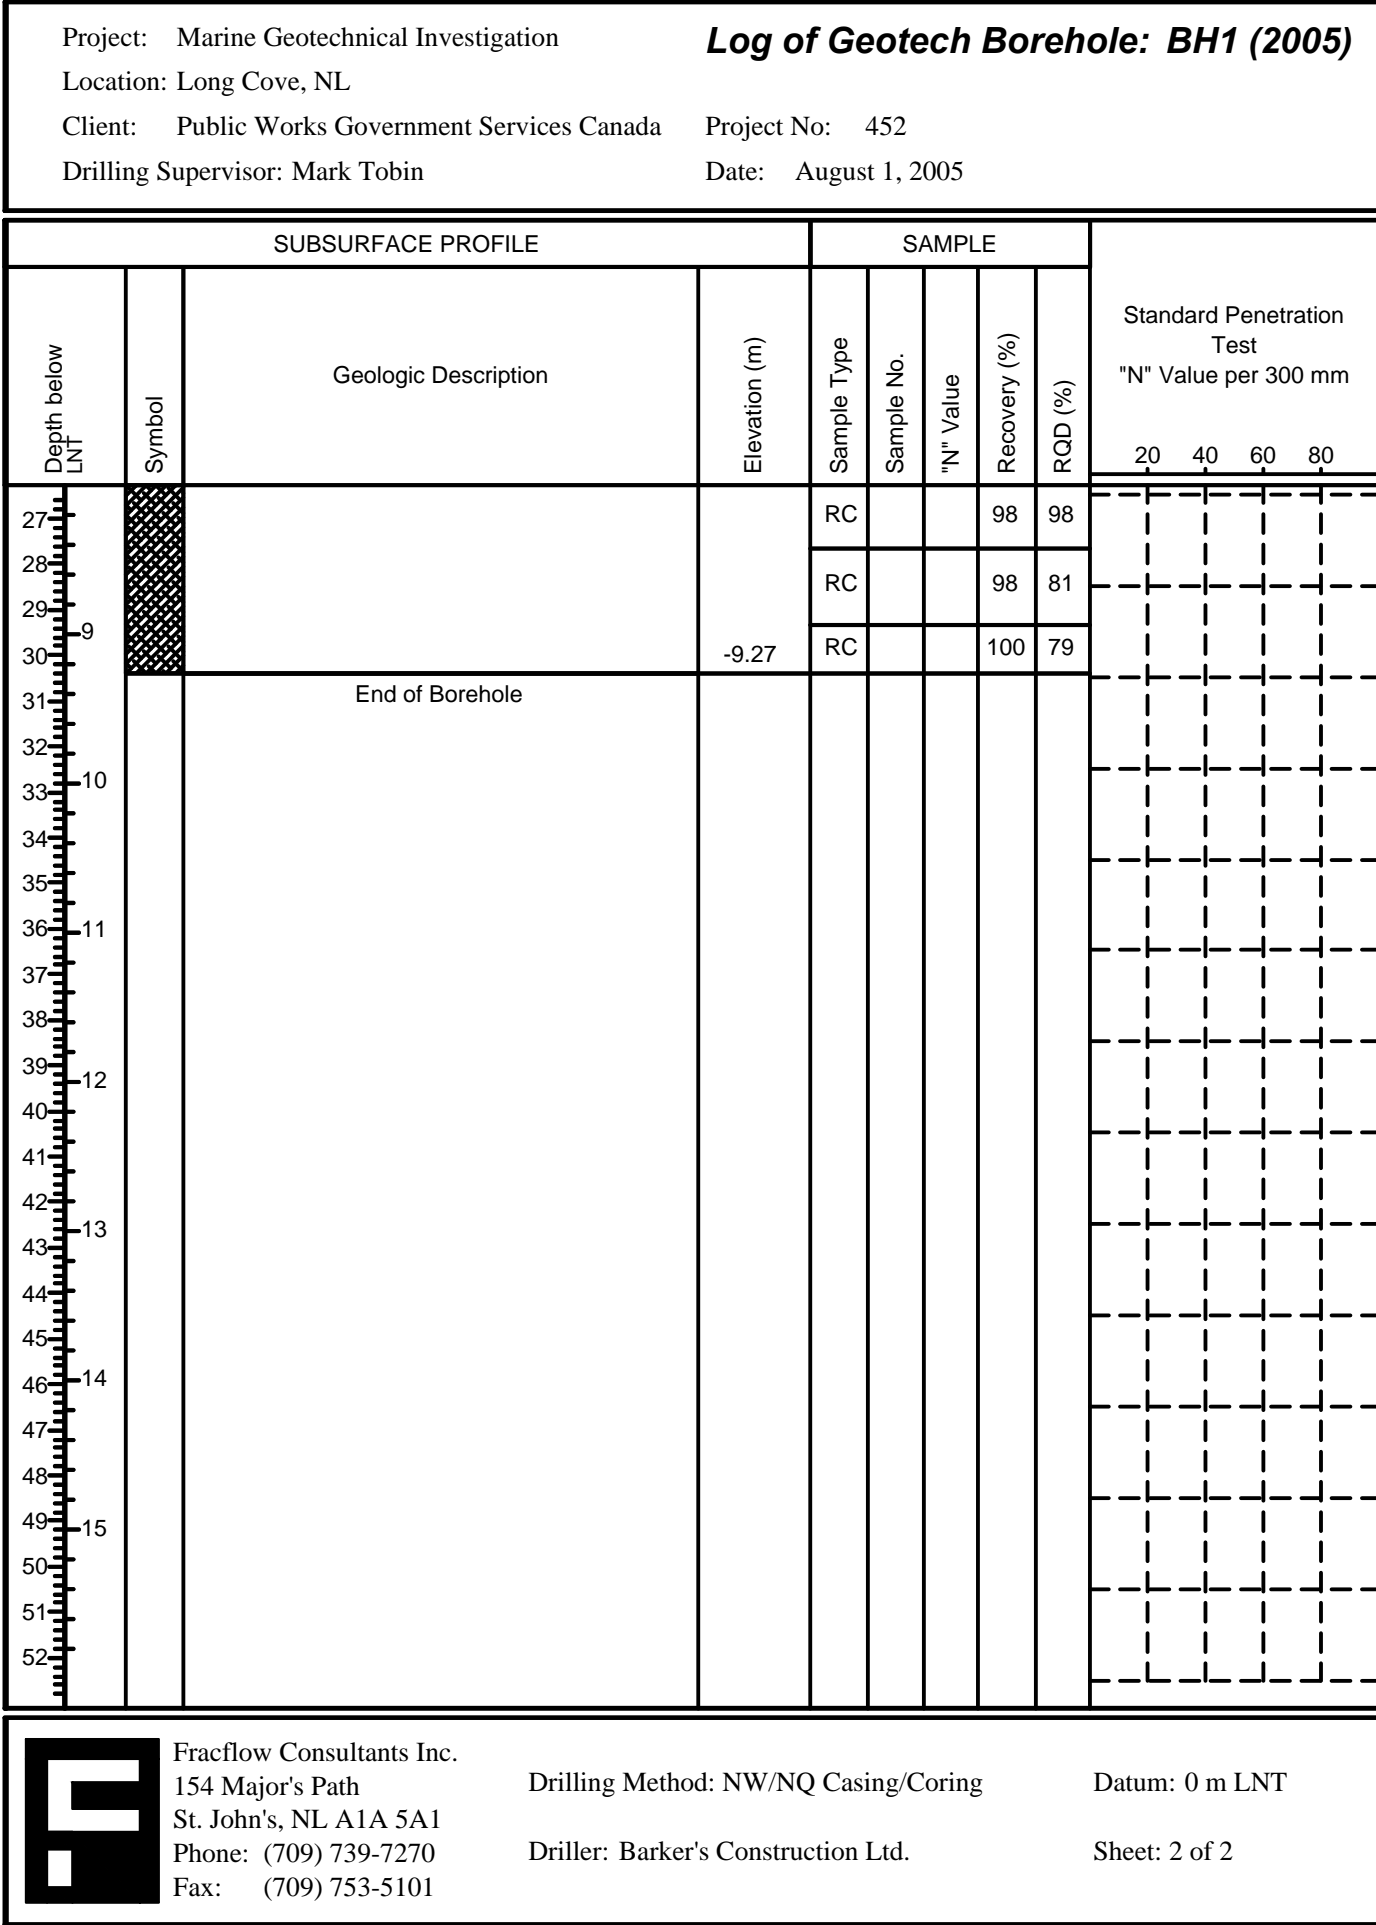 Project: Marine Geotechnical Investigation
Log of Geotech Borehole: BH1 (2005)
Location: Long Cove, NL
Client: Public Works Government Services Canada
Project No: 452
Drilling Supervisor: Mark Tobin
Date: August 1, 2005
SUBSURFACE PROFILE
SAMPLE
Depth below
LNT
Symbol
Geologic Description
Elevation (m)
Sample Type
Sample No.
"N" Value
Recovery (%)
RQD (%)
Standard Penetration
Test
"N" Value per 300 mm
20 40 60 80
27
RC 98 98
28
RC 98 81
29
9
30
-9.27
RC 100 79
End of Borehole
31
32
10
33
34
35
36
11
37
38
39
12
40
41
42
13
43
44
45
14
46
47
48
49
15
50
51
52
Fracflow Consultants Inc.
154 Major's Path
St. John's, NL A1A 5A1
Phone: (709) 739-7270
Fax: (709) 753-5101
Drilling Method: NW/NQ Casing/Coring
Driller: Barker's Construction Ltd.
Datum: 0 m LNT
Sheet: 2 of 2